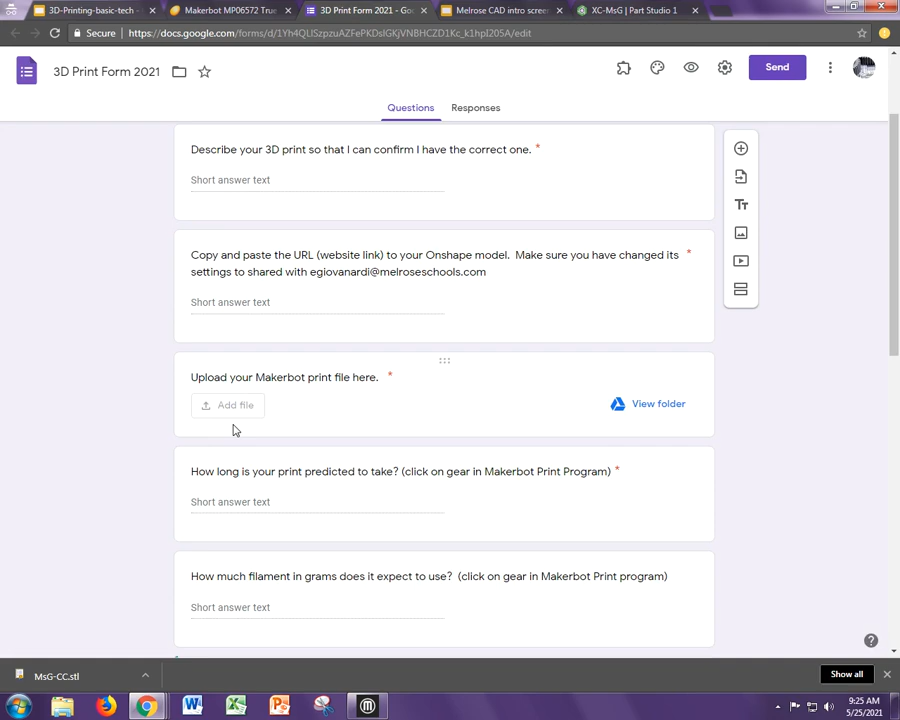 3D-Printing-basic-tech -
Makerbot MP06572 True
3D Print Form 2021 - Goo
Melrose CAD intro screen
XC-MsG | Part Studio 1
Secure
https://docs.google.com/forms/d/1Yh4QLlSzpzuAZFePKDsIGKjVNBHCZD1Kc_k1hpI205A/edit
3D Print Form 2021
Send
Questions
Responses
Describe your 3D print so that I can confirm I have the correct one. *
Short answer text
Copy and paste the URL (website link) to your Onshape model. Make sure you have changed its *
settings to shared with egiovanardi@melroseschools.com
Short answer text
Upload your Makerbot print file here. *
Add file
View folder
How long is your print predicted to take? (click on gear in Makerbot Print Program) *
Short answer text
How much filament in grams does it expect to use? (click on gear in Makerbot Print program)
Short answer text
MsG-CC.stl
Show all
9:25 AM
5/25/2021